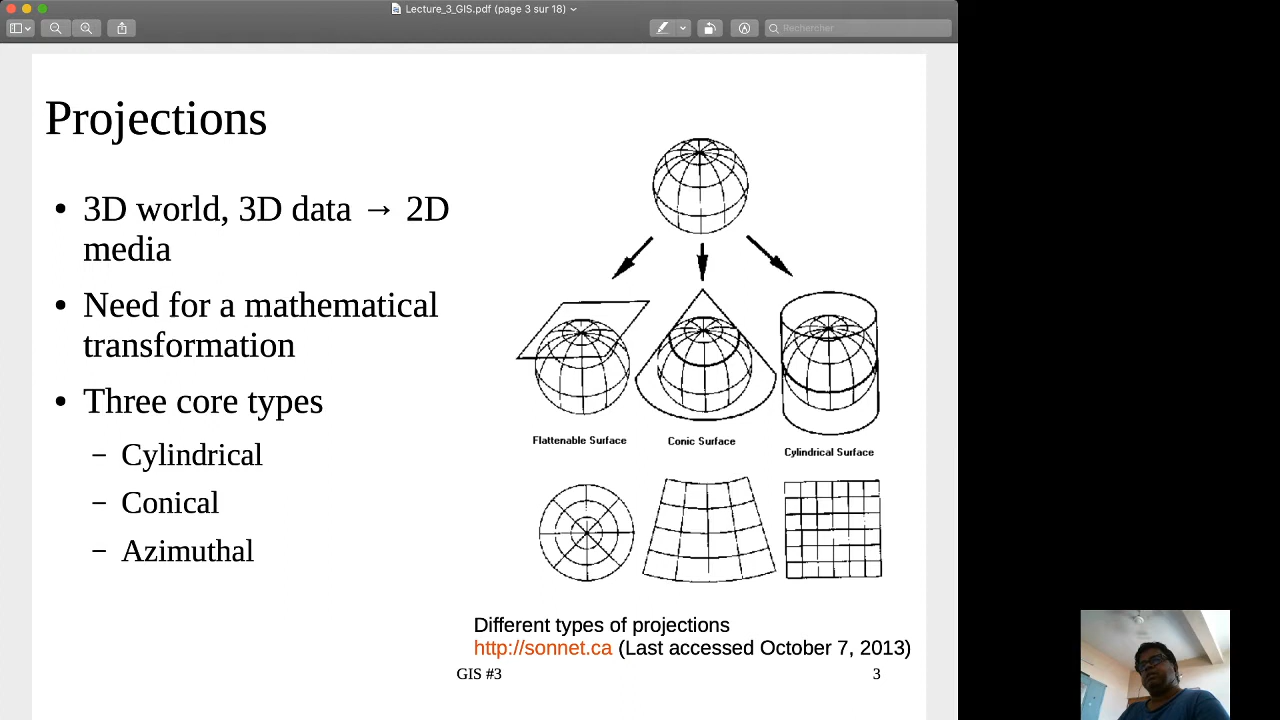 Lecture_3_GIS.pdf (page 3 sur 18)
Rechercher
Projections
• 3D world, 3D data → 2D
media
• Need for a mathematical
transformation
• Three core types
– Cylindrical
– Conical
– Azimuthal
Flattenable Surface
Conic Surface
Cylindrical Surface
Different types of projections
http://sonnet.ca (Last accessed October 7, 2013)
GIS #3
3